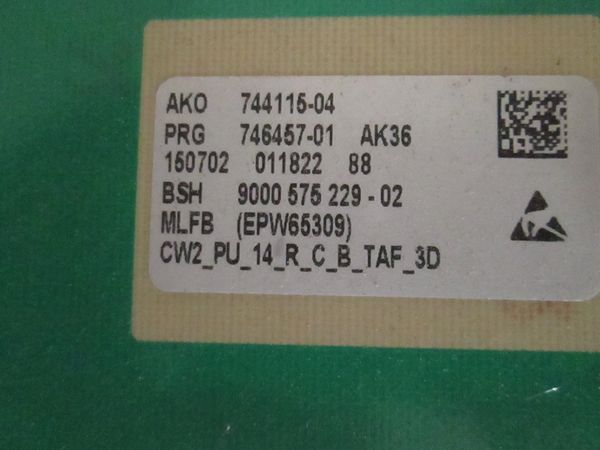 AKO 744115-04
PRG 746457-01 AK36
150702 011822 88
BSH 9000 575 229 - 02
MLFB (EPW65309)
CW2_PU_14_R_C_B_TAF_3D